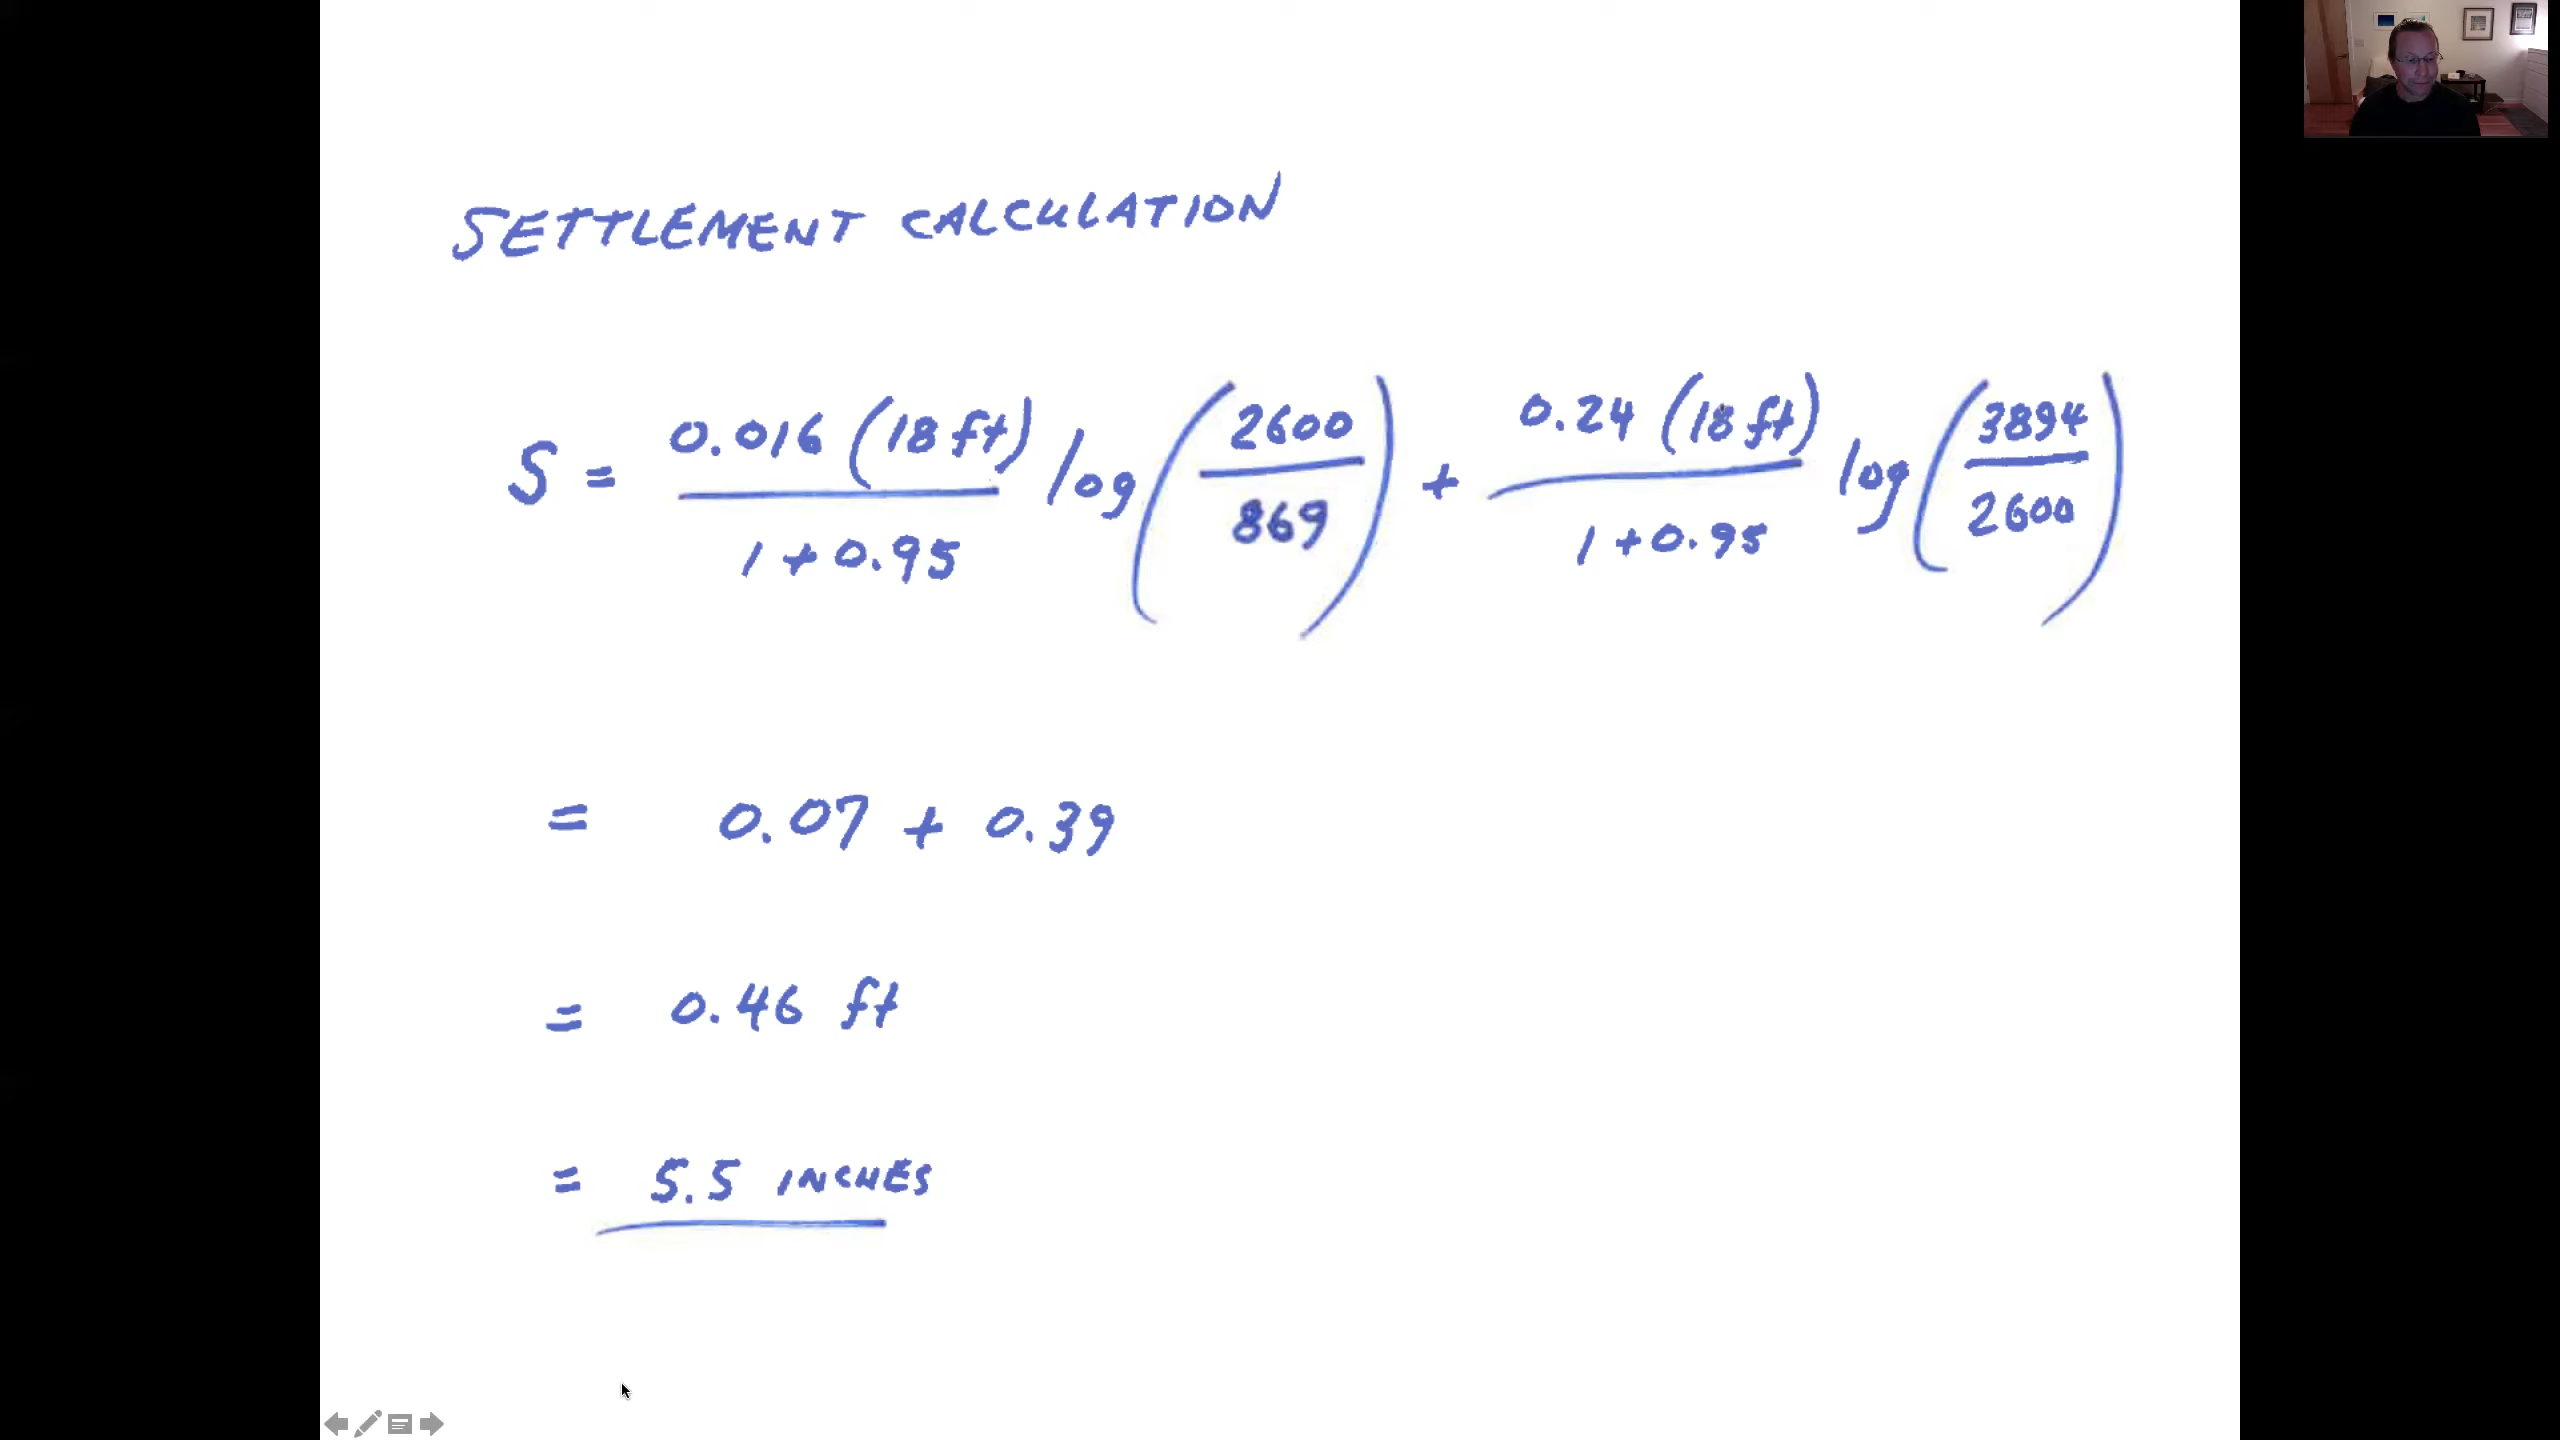 SETTLEMENT CALCULATION
S = 0.016 (18 ft) / 1 + 0.95 log (2600 / 869) + 0.24 (18 ft) / 1 + 0.95 log (3894 / 2600)
= 0.07 + 0.39
= 0.46 ft
= 5.5 INCHES